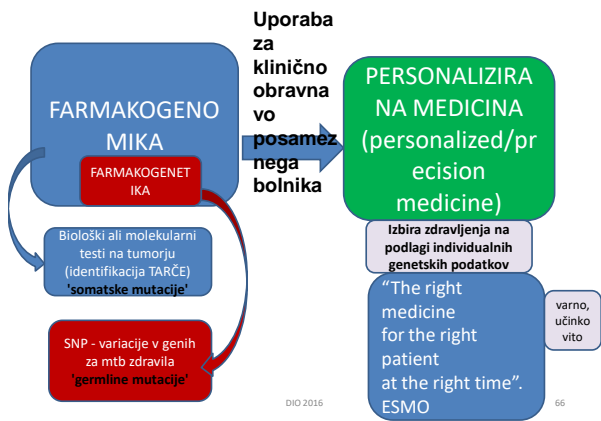 FARMAKOGENO
MIKA
FARMAKOGENET
IKA
Biološki ali molekularni
testi na tumorju
(identifikacija TARČE)
'somatske mutacije'
SNP - variacije v genih
za mtb zdravila
'germline mutacije'
Uporaba
za
klinično
obravna
vo
posamez
nega
bolnika
PERSONALIZIRA
NA MEDICINA
(personalized/pr
ecision
medicine)
Izbira zdravljenja na
podlagi individualnih
genetskih podatkov
“The right
medicine
for the right
patient
at the right time”.
ESMO
varno,
učinko
vito
DIO 2016
66